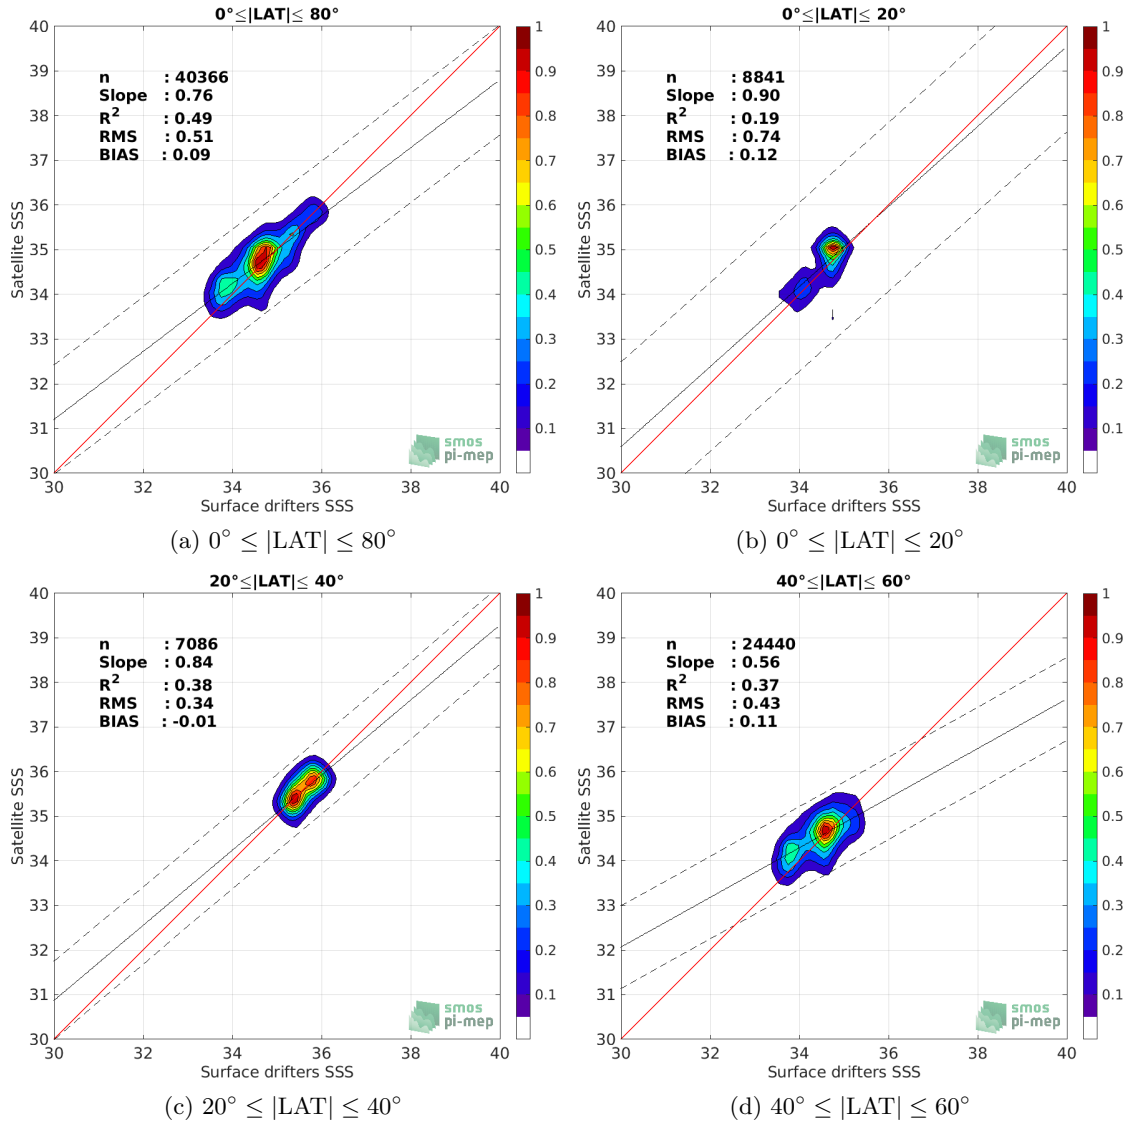 0°≤|LAT|≤ 80°
40
39
38
37
36
35
34
33
32
31
30
Satellite SSS
n : 40366
Slope : 0.76
R² : 0.49
RMS : 0.51
BIAS : 0.09
smos
pi-mep
30 32 34 36 38 40
Surface drifters SSS
1
0.9
0.8
0.7
0.6
0.5
0.4
0.3
0.2
0.1
(a) 0° ≤ |LAT| ≤ 80°
0°≤|LAT|≤ 20°
40
39
38
37
36
35
34
33
32
31
30
Satellite SSS
n : 8841
Slope : 0.90
R² : 0.19
RMS : 0.74
BIAS : 0.12
smos
pi-mep
30 32 34 36 38 40
Surface drifters SSS
1
0.9
0.8
0.7
0.6
0.5
0.4
0.3
0.2
0.1
(b) 0° ≤ |LAT| ≤ 20°
20°≤|LAT|≤ 40°
40
39
38
37
36
35
34
33
32
31
30
Satellite SSS
n : 7086
Slope : 0.84
R² : 0.38
RMS : 0.34
BIAS : -0.01
smos
pi-mep
30 32 34 36 38 40
Surface drifters SSS
1
0.9
0.8
0.7
0.6
0.5
0.4
0.3
0.2
0.1
(c) 20° ≤ |LAT| ≤ 40°
40°≤|LAT|≤ 60°
40
39
38
37
36
35
34
33
32
31
30
Satellite SSS
n : 24440
Slope : 0.56
R² : 0.37
RMS : 0.43
BIAS : 0.11
smos
pi-mep
30 32 34 36 38 40
Surface drifters SSS
1
0.9
0.8
0.7
0.6
0.5
0.4
0.3
0.2
0.1
(d) 40° ≤ |LAT| ≤ 60°